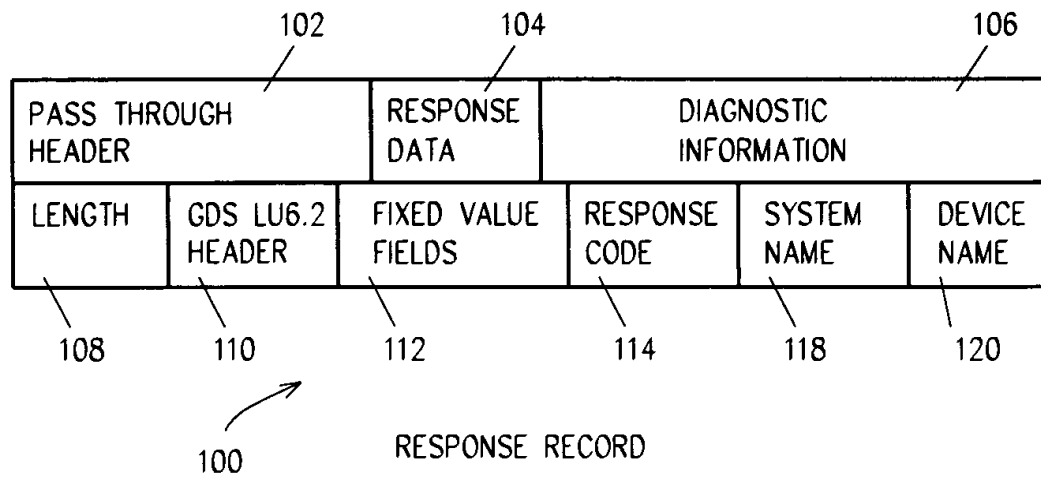 102 104 106
PASS THROUGH HEADER
RESPONSE DATA
DIAGNOSTIC INFORMATION
LENGTH
GDS LU6.2 HEADER
FIXED VALUE FIELDS
RESPONSE CODE
SYSTEM NAME
DEVICE NAME
108 110 112 114 118 120
100
RESPONSE RECORD